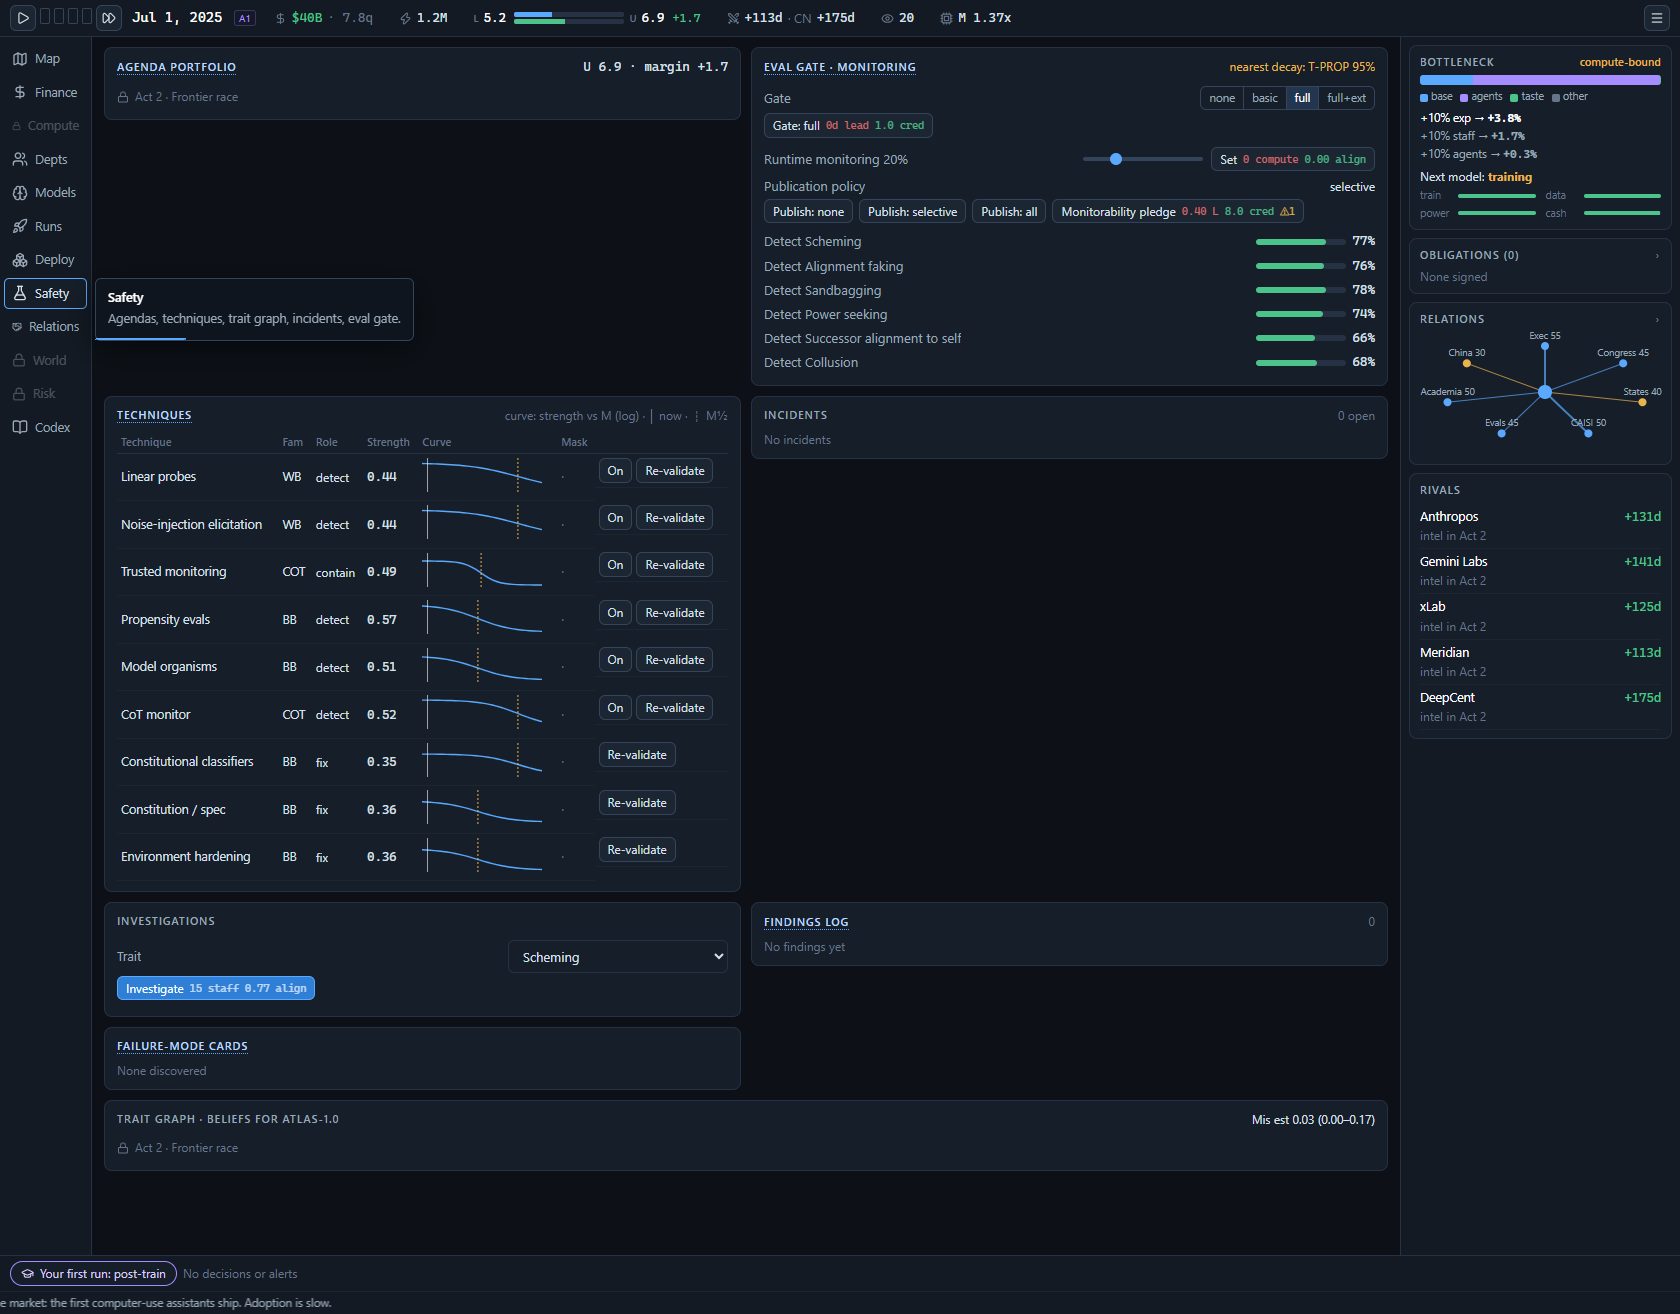 Jul 1, 2025 A1 $40B · 7.8q 1.2M L 5.2 U 6.9 +1.7 +113d · CN +175d 20 M 1.37x
Map
Finance
Compute
Depts
Models
Runs
Deploy
Safety
Relations
World
Risk
Codex
Safety
Agendas, techniques, trait graph, incidents, eval gate.
AGENDA PORTFOLIO U 6.9 · margin +1.7
Act 2 · Frontier race
EVAL GATE · MONITORING nearest decay: T-PROP 95%
Gate none basic full full+ext
Gate: full 0d lead 1.0 cred
Runtime monitoring 20% Set 0 compute 0.00 align
Publication policy selective
Publish: none Publish: selective Publish: all Monitorability pledge 0.40 L 8.0 cred ⚠1
Detect Scheming 77%
Detect Alignment faking 76%
Detect Sandbagging 78%
Detect Power seeking 74%
Detect Successor alignment to self 66%
Detect Collusion 68%
TECHNIQUES curve: strength vs M (log) · | now · ┆ M½
Technique Fam Role Strength Curve Mask
Linear probes WB detect 0.44 · On Re-validate
Noise-injection elicitation WB detect 0.44 · On Re-validate
Trusted monitoring COT contain 0.49 · On Re-validate
Propensity evals BB detect 0.57 · On Re-validate
Model organisms BB detect 0.51 · On Re-validate
CoT monitor COT detect 0.52 · On Re-validate
Constitutional classifiers BB fix 0.35 · Re-validate
Constitution / spec BB fix 0.36 · Re-validate
Environment hardening BB fix 0.36 · Re-validate
INCIDENTS 0 open
No incidents
INVESTIGATIONS
Trait Scheming
Investigate 15 staff 0.77 align
FINDINGS LOG 0
No findings yet
FAILURE-MODE CARDS
None discovered
TRAIT GRAPH · BELIEFS FOR ATLAS-1.0 Mis est 0.03 (0.00–0.17)
Act 2 · Frontier race
BOTTLENECK compute-bound
base agents taste other
+10% exp → +3.8%
+10% staff → +1.7%
+10% agents → +0.3%
Next model: training
train data
power cash
OBLIGATIONS (0) ›
None signed
RELATIONS ›
Exec 55
China 30 Congress 45
Academia 50 States 40
Evals 45 CAISI 50
RIVALS
Anthropos +131d
intel in Act 2
Gemini Labs +141d
intel in Act 2
xLab +125d
intel in Act 2
Meridian +113d
intel in Act 2
DeepCent +175d
intel in Act 2
Your first run: post-train No decisions or alerts
e market: the first computer-use assistants ship. Adoption is slow.